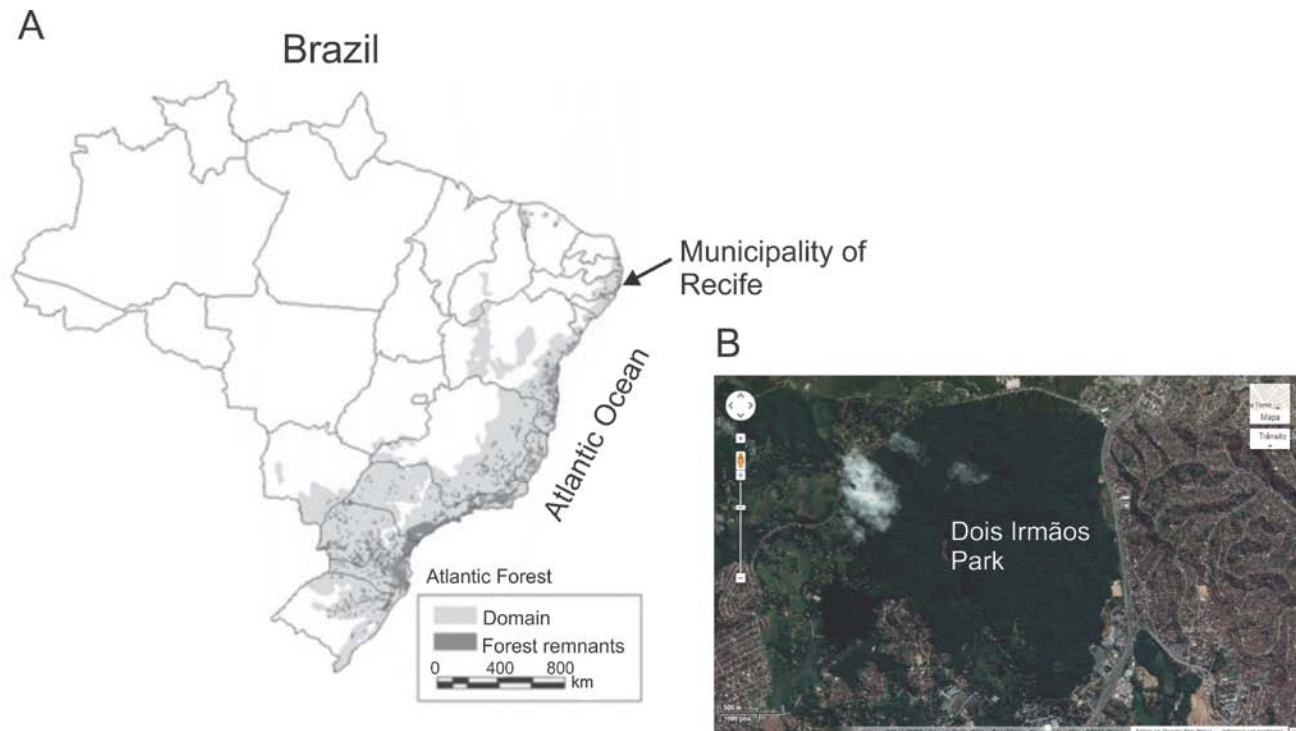 A
Brazil
Municipality of
Recife
Atlantic Ocean
Atlantic Forest
Domain
Forest remnants
0 400 800
km
B
Mapa
Trânsito
Dois Irmãos
Park
500 m